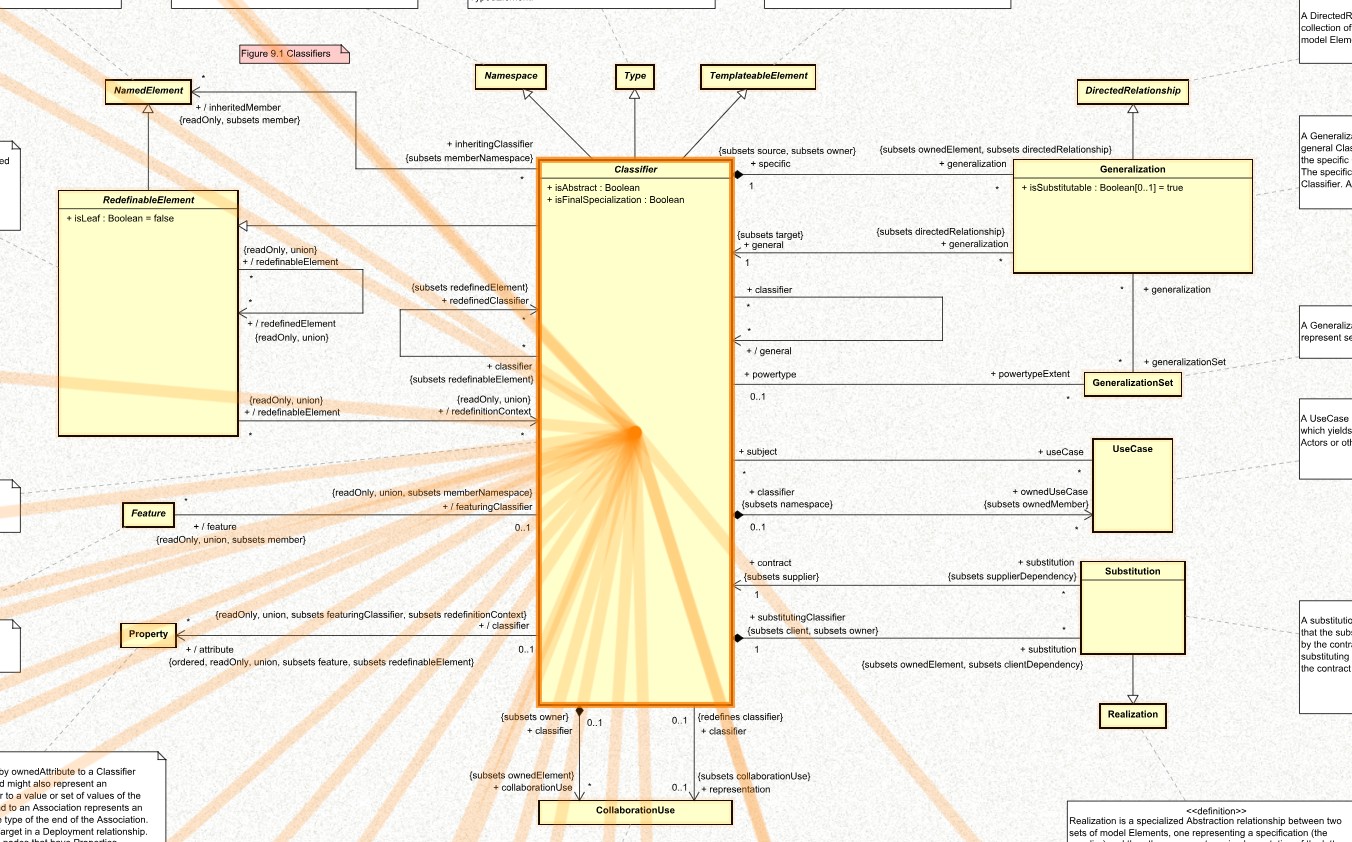 typeElement.
A DirectedR
collection of
model Elem
Figure 9.1 Classifiers
NamedElement
*
+ / inheritedMember
{readOnly, subsets member}
Namespace
Type
TemplateableElement
DirectedRelationship
+ inheritingClassifier
{subsets memberNamespace}
*
{subsets source, subsets owner}
+ specific
1
{subsets ownedElement, subsets directedRelationship}
+ generalization
*
A Generaliza
general Clas
the specific
The specific
Classifier. A
ed
Classifier
+ isAbstract : Boolean
+ isFinalSpecialization : Boolean
Generalization
+ isSubstitutable : Boolean[0..1] = true
RedefinableElement
+ isLeaf : Boolean = false
{subsets target}
+ general
1
{subsets directedRelationship}
+ generalization
*
{readOnly, union}
+ / redefinableElement
*
*
+ / redefinedElement
{readOnly, union}
{subsets redefinedElement}
+ redefinedClassifier
*
*
+ classifier
{subsets redefinableElement}
+ classifier
*
*
+ / general
*
+ generalization
*
+ generalizationSet
A Generaliza
represent se
+ powertype
0..1
+ powertypeExtent
*
GeneralizationSet
{readOnly, union}
+ / redefinableElement
*
{readOnly, union}
+ / redefinitionContext
*
A UseCase
which yields
Actors or oth
+ subject
*
+ useCase
*
UseCase
+ classifier
{subsets namespace}
0..1
+ ownedUseCase
{subsets ownedMember}
*
Feature
*
+ / feature
{readOnly, union, subsets member}
{readOnly, union, subsets memberNamespace}
+ / featuringClassifier
0..1
+ contract
{subsets supplier}
1
+ substitution
{subsets supplierDependency}
*
Substitution
+ substitutingClassifier
{subsets client, subsets owner}
1
*
+ substitution
{subsets ownedElement, subsets clientDependency}
A substitutio
that the subs
by the contra
substituting
the contract
{readOnly, union, subsets featuringClassifier, subsets redefinitionContext}
+ / classifier
0..1
Property
*
+ / attribute
{ordered, readOnly, union, subsets feature, subsets redefinableElement}
Realization
{subsets owner}
+ classifier
0..1
0..1
{redefines classifier}
+ classifier
{subsets ownedElement}
+ collaborationUse
*
0..1
{subsets collaborationUse}
+ representation
CollaborationUse
by ownedAttribute to a Classifier
d might also represent an
r to a value or set of values of the
nd to an Association represents an
e type of the end of the Association.
arget in a Deployment relationship.
<<definition>>
Realization is a specialized Abstraction relationship between two
sets of model Elements, one representing a specification (the